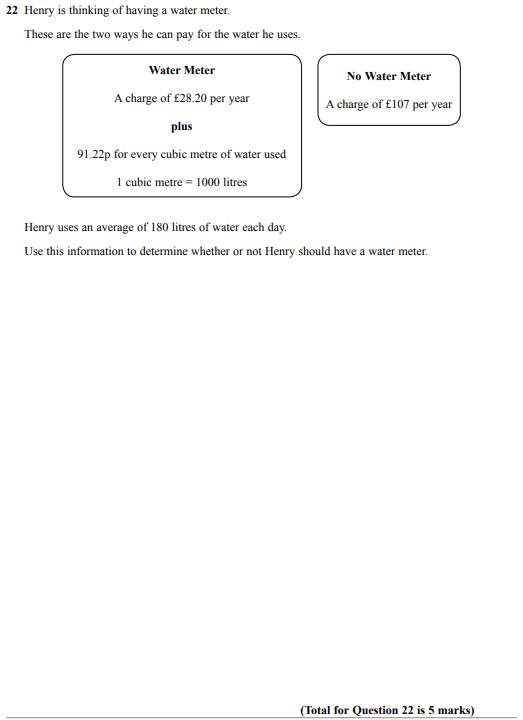 22 Henry is thinking of having a water meter.
These are the two ways he can pay for the water he uses.
Water Meter
A charge of £28.20 per year
plus
91.22p for every cubic metre of water used
1 cubic metre = 1000 litres
No Water Meter
A charge of £107 per year
Henry uses an average of 180 litres of water each day.
Use this information to determine whether or not Henry should have a water meter.
(Total for Question 22 is 5 marks)